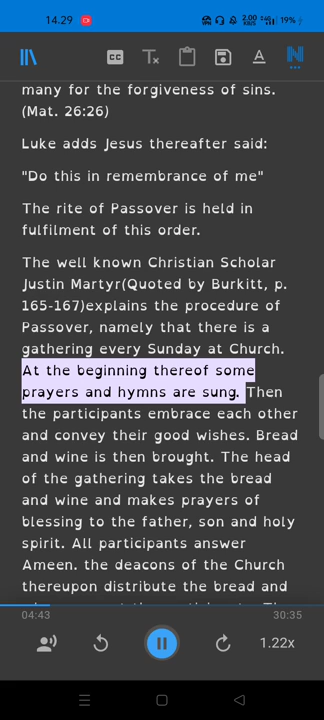 14.29
2.00
KB/S
19%
CC
A
N
many for the forgiveness of sins.
(Mat. 26:26)
Luke adds Jesus thereafter said:
"Do this in remembrance of me"
The rite of Passover is held in
fulfilment of this order.
The well known Christian Scholar
Justin Martyr(Quoted by Burkitt, p.
165-167)explains the procedure of
Passover, namely that there is a
gathering every Sunday at Church.
At the beginning thereof some
prayers and hymns are sung. Then
the participants embrace each other
and convey their good wishes. Bread
and wine is then brought. The head
of the gathering takes the bread
and wine and makes prayers of
blessing to the father, son and holy
spirit. All participants answer
Ameen. the deacons of the Church
thereupon distribute the bread and
04:43
30:35
1.22x